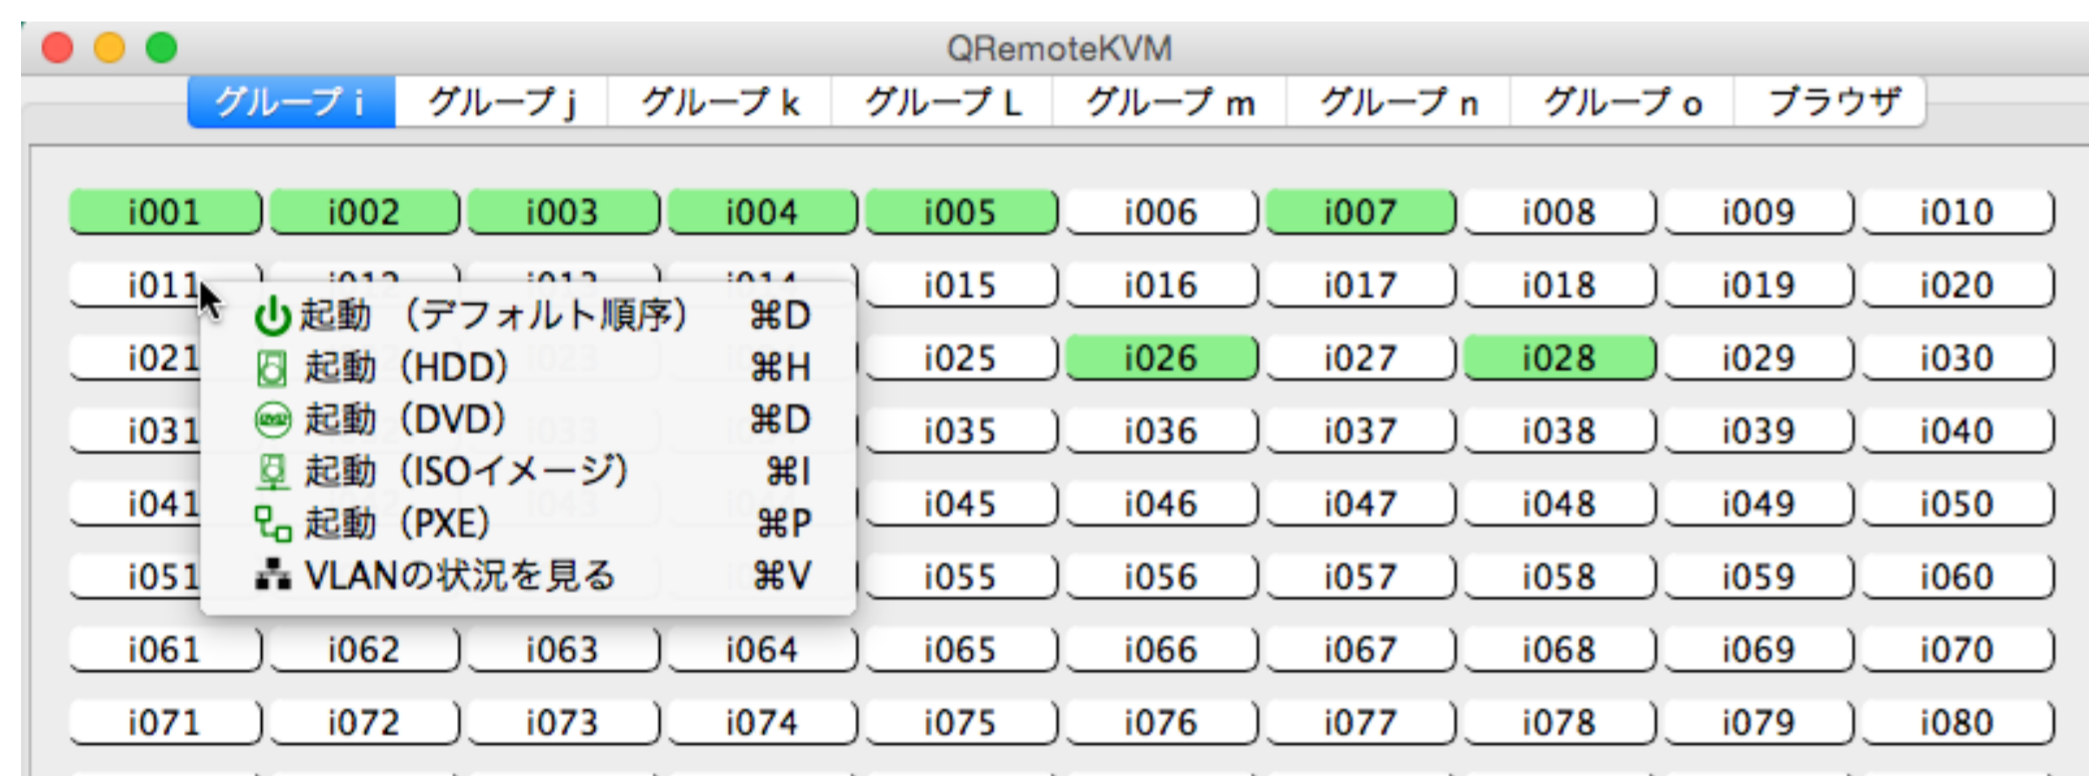 QRemoteKVM
グループ i グループ j グループ k グループ L グループ m グループ n グループ o ブラウザ
i001 i002 i003 i004 i005 i006 i007 i008 i009 i010
i011 i012 i013 i014 i015 i016 i017 i018 i019 i020
起動 （デフォルト順序） ⌘D
i021 i023 i025 i026 i027 i028 i029 i030
起動（HDD） ⌘H
i031 i033 i035 i036 i037 i038 i039 i040
起動（DVD） ⌘D
起動（ISOイメージ） ⌘I
i041 i043 i045 i046 i047 i048 i049 i050
起動（PXE） ⌘P
i051 i055 i056 i057 i058 i059 i060
VLANの状況を見る ⌘V
i061 i062 i063 i064 i065 i066 i067 i068 i069 i070
i071 i072 i073 i074 i075 i076 i077 i078 i079 i080